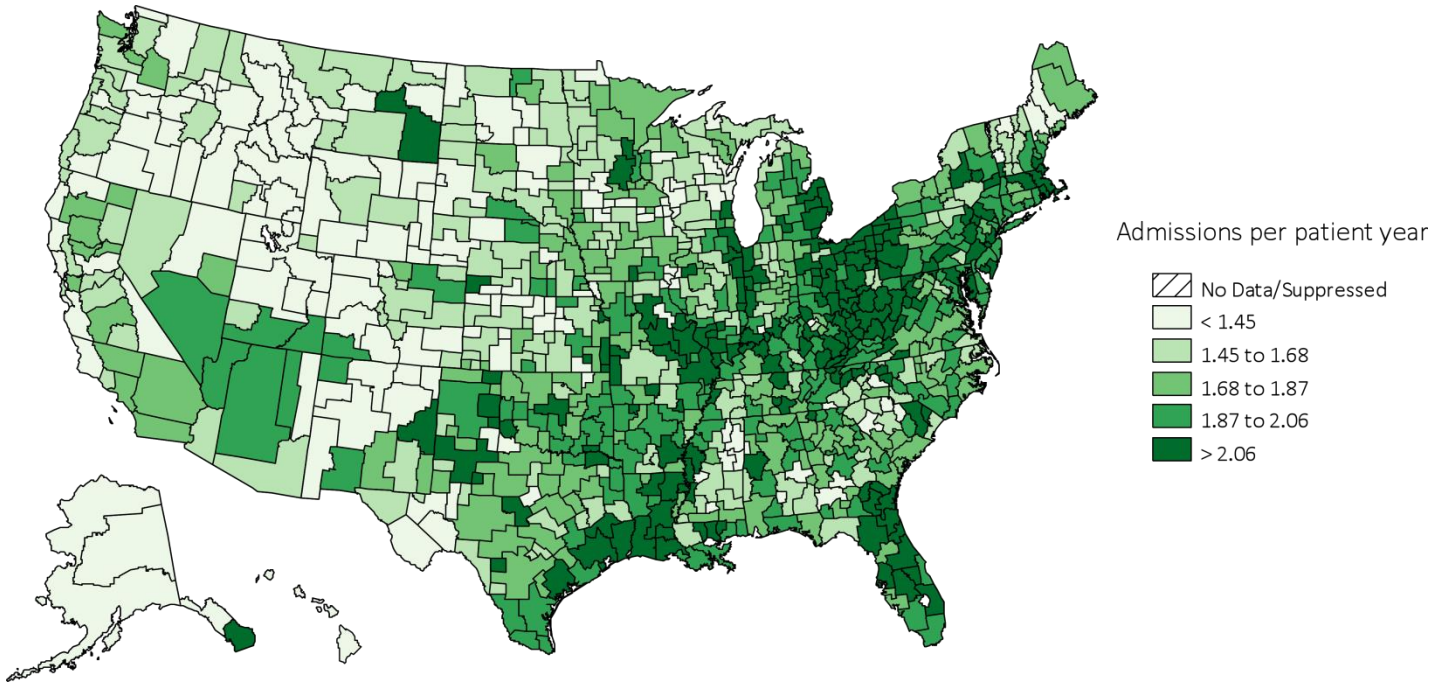 Admissions per patient year
No Data/Suppressed
< 1.45
1.45 to 1.68
1.68 to 1.87
1.87 to 2.06
> 2.06